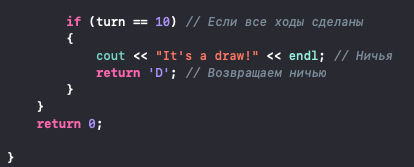 if (turn == 10) // Если все ходы сделаны
{
cout << "It's a draw!" << endl; // Ничья
return 'D'; // Возвращаем ничью
}
}
return 0;
}